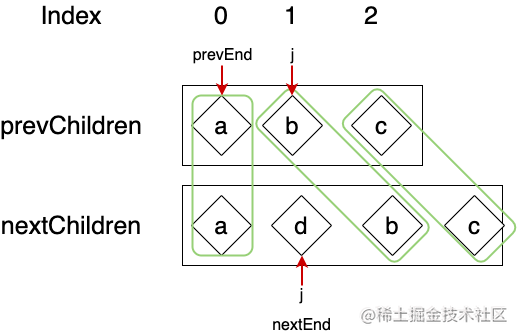 Index 0 1 2
prevEnd j
prevChildren a b c
nextChildren a d b c
j
nextEnd
@稀土掘金技术社区